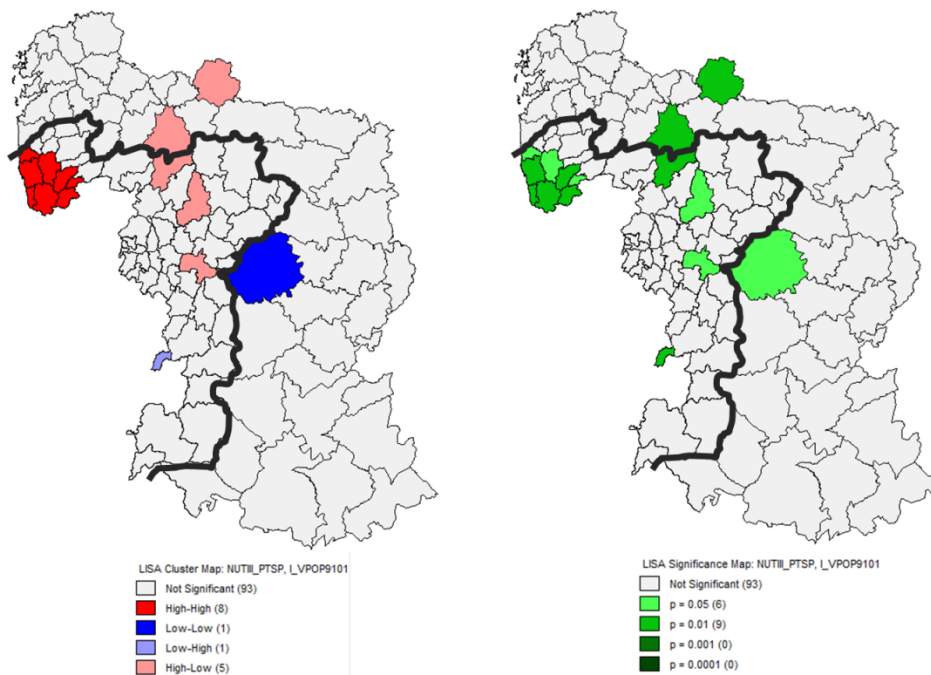 LISA Cluster Map: NUTIII_PTSP, I_VPOP9101
Not Significant (93)
High-High (8)
Low-Low (1)
Low-High (1)
High-Low (5)
LISA Significance Map: NUTIII_PTSP, I_VPOP9101
Not Significant (93)
p = 0.05 (6)
p = 0.01 (9)
p = 0.001 (0)
p = 0.0001 (0)